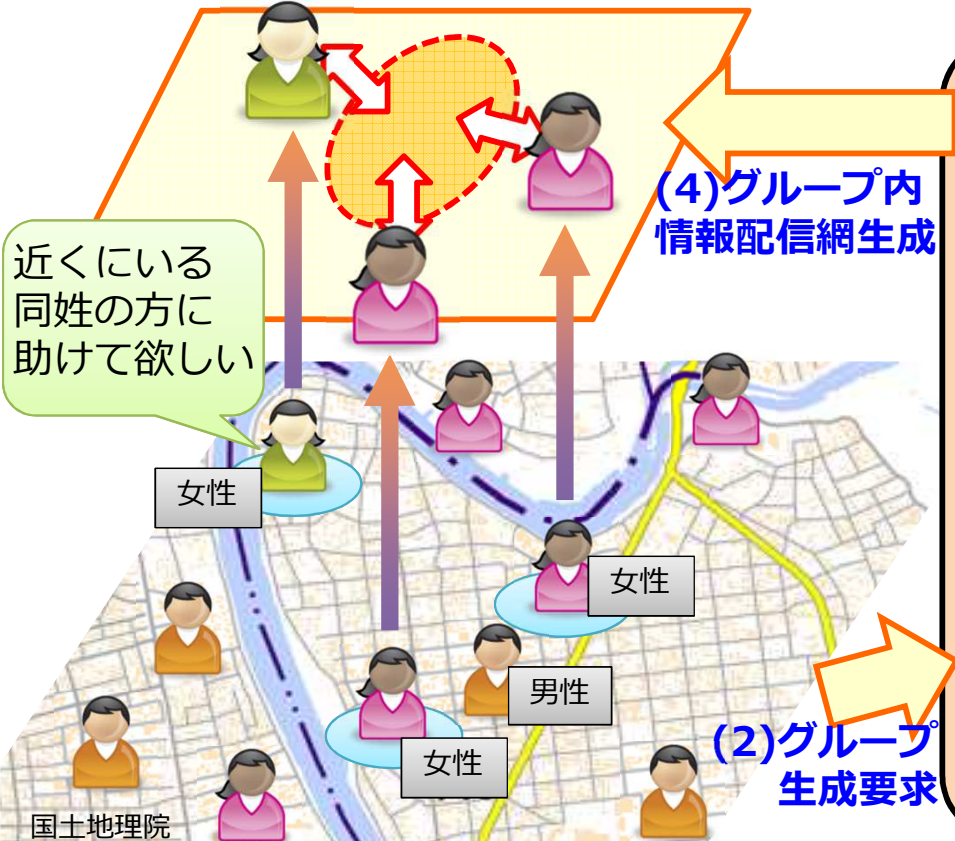 (4)グループ内
情報配信網生成
近くにいる
同姓の方に
助けて欲しい
女性
女性
男性
女性
(2)グループ
生成要求
国土地理院